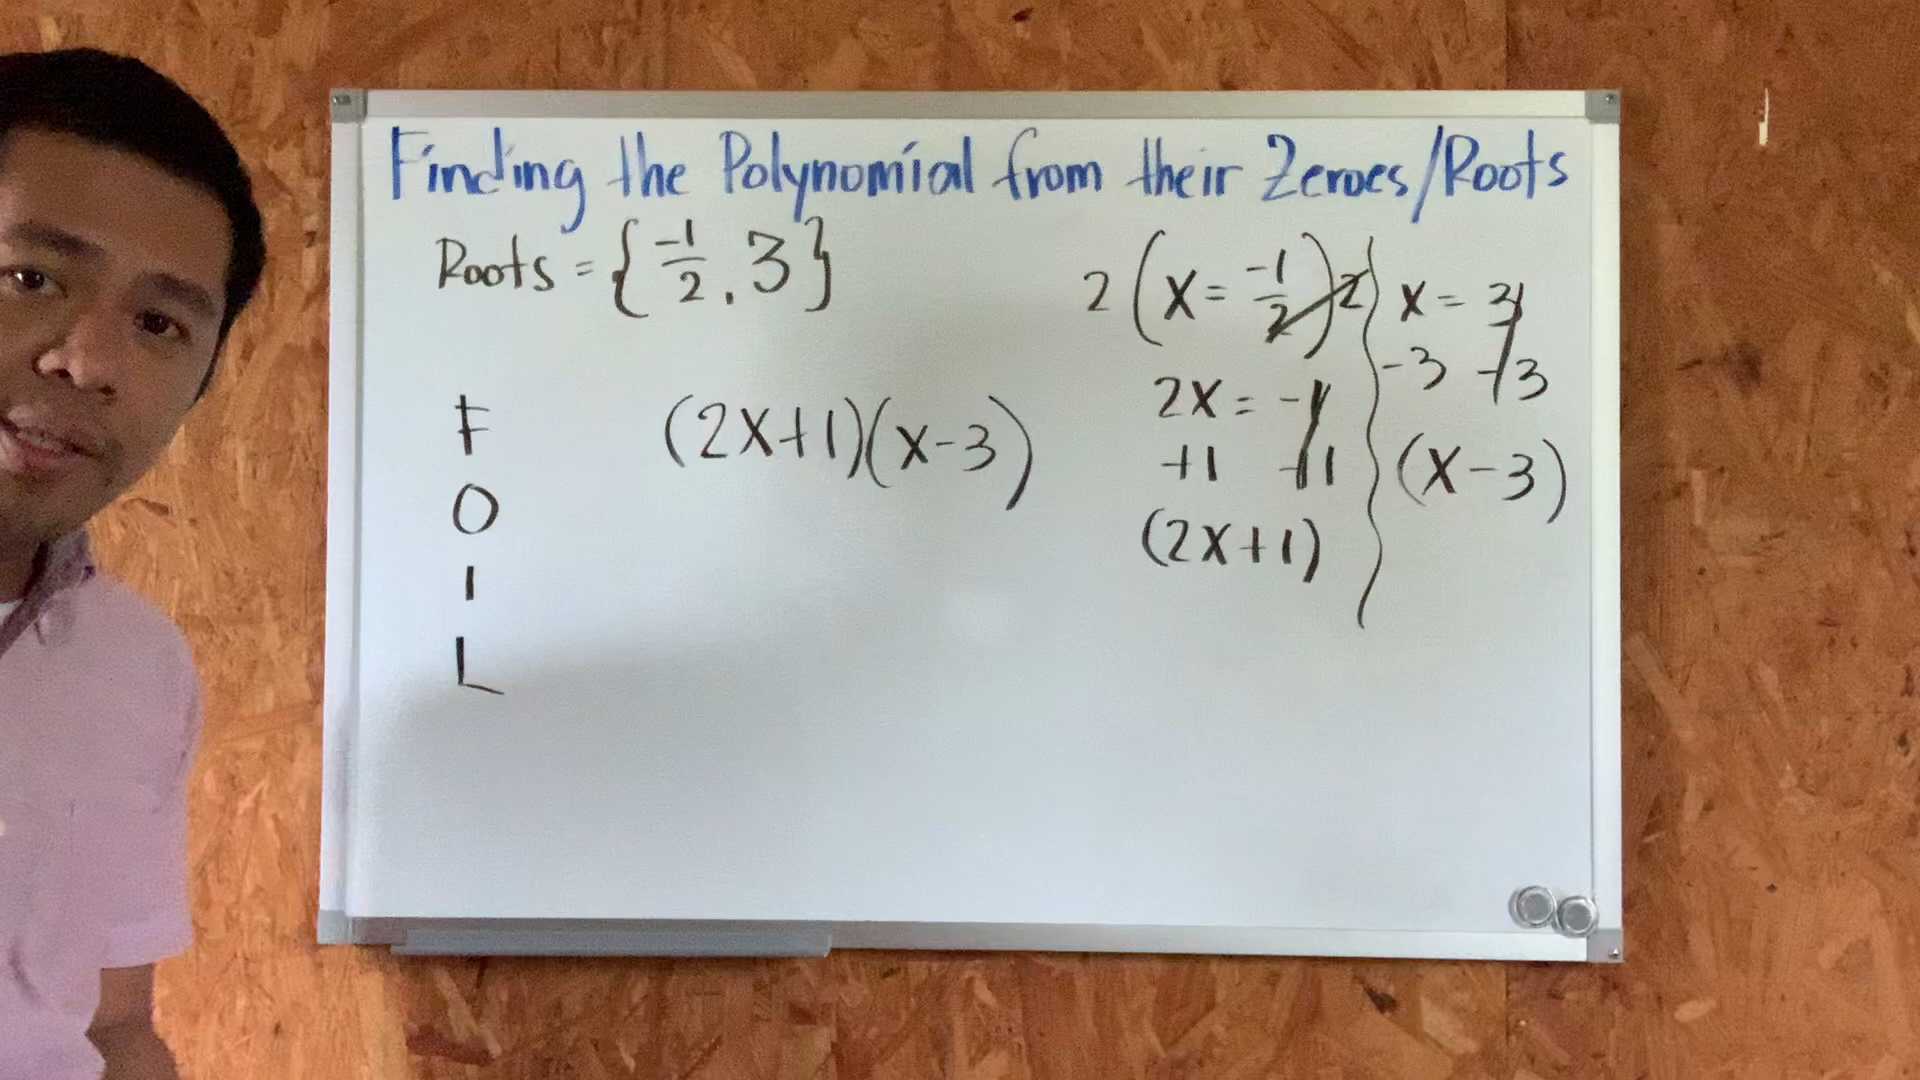 Finding the Polynomial from their Zeroes/Roots
Roots = {-1/2, 3}
2(x = -1/2)2
x = 3
-3 -3
2x = -1
+1 +1
(x-3)
(2x+1)
F
O
I
L
(2x+1)(x-3)